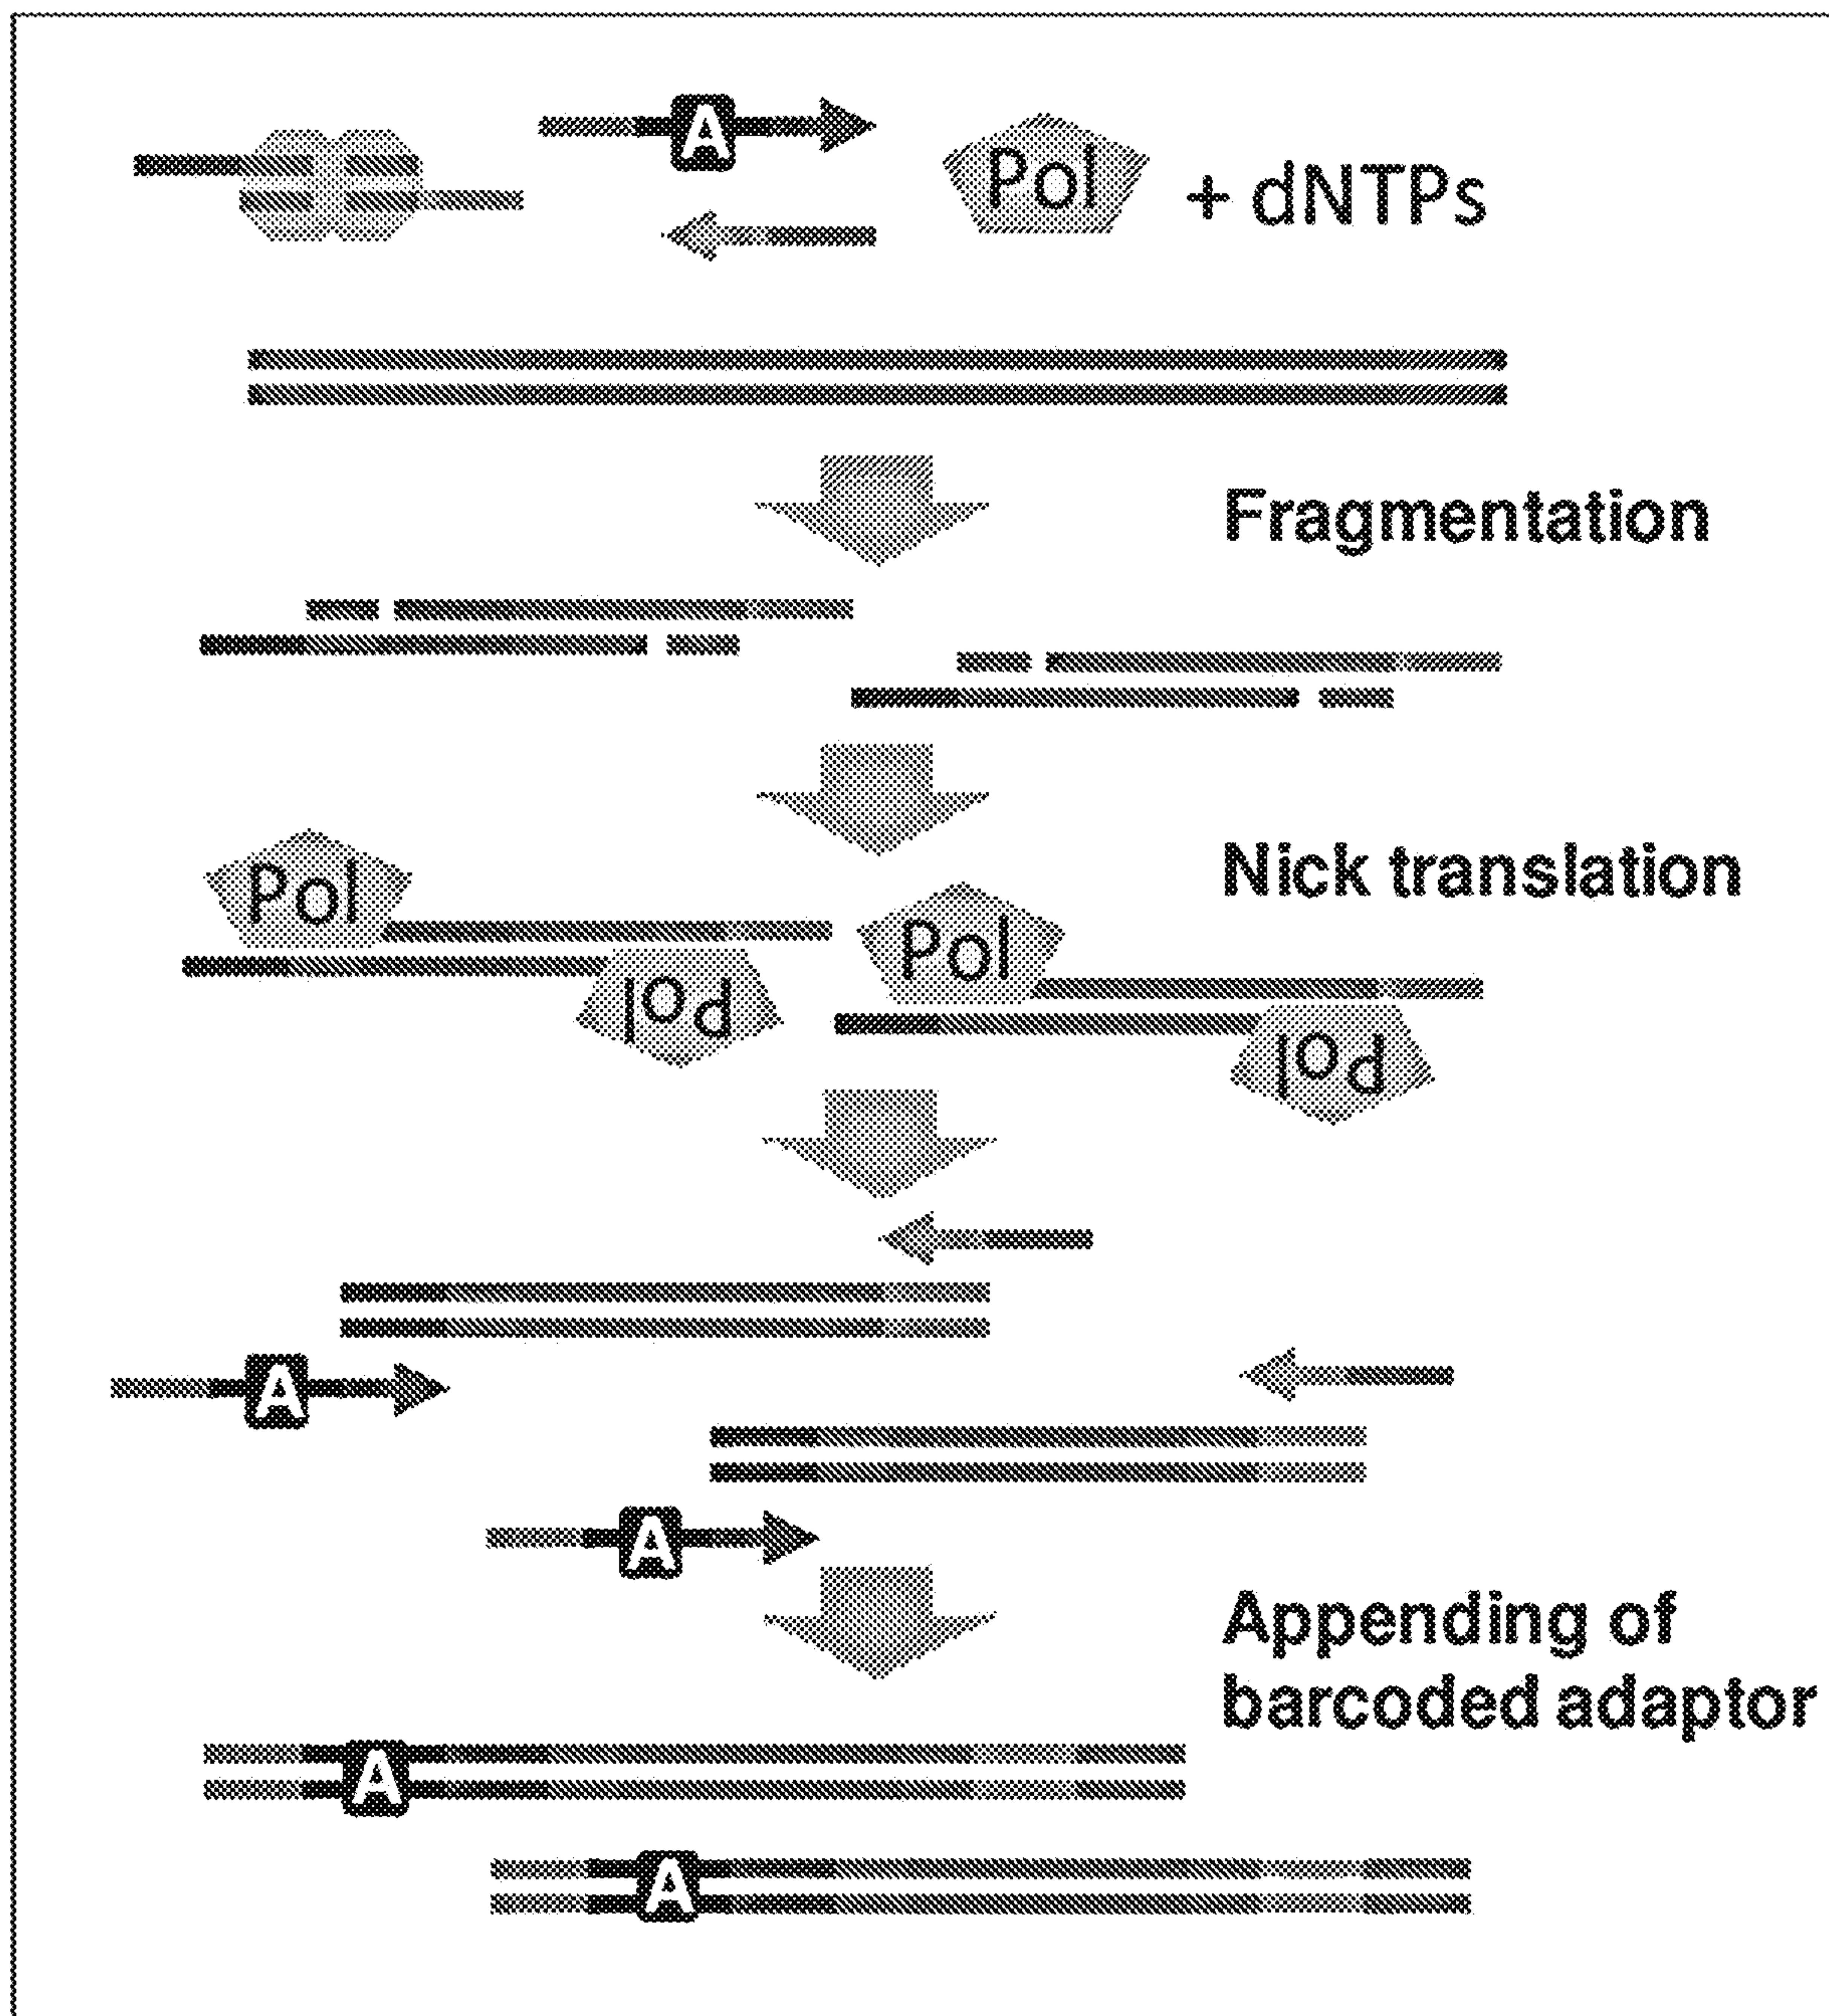 A
Pol + dNTPs
Fragmentation
Pol
Nick translation
Pol
Pol
Pol
A
A
Appending of
barcoded adaptor
A
A